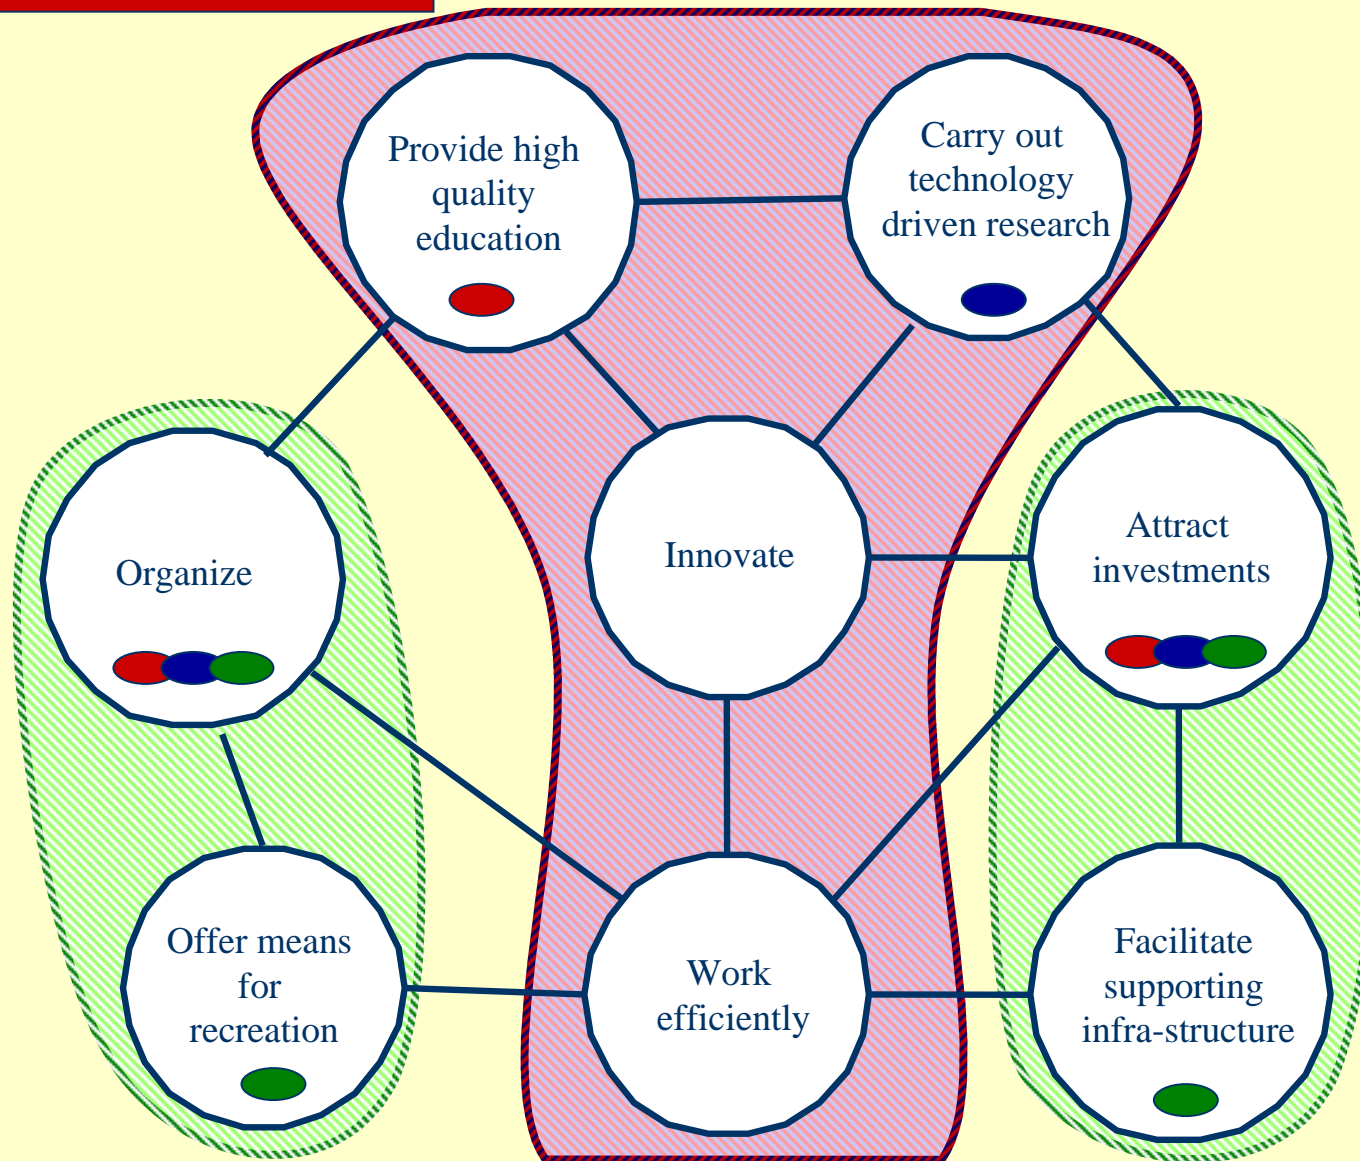 Provide high
quality
education
Carry out
technology
driven research
Organize
Innovate
Attract
investments
Offer means
for
recreation
Work
efficiently
Facilitate
supporting
infra-structure